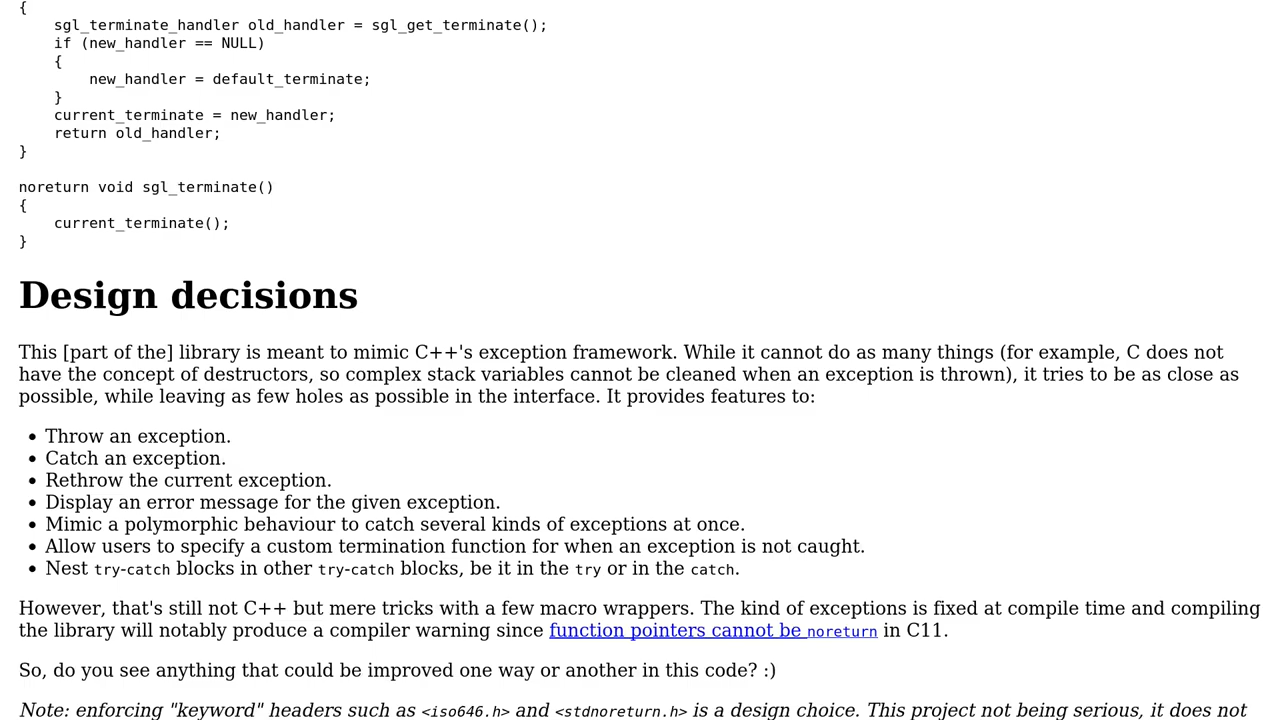 {
    sgl_terminate_handler old_handler = sgl_get_terminate();
    if (new_handler == NULL)
    {
        new_handler = default_terminate;
    }
    current_terminate = new_handler;
    return old_handler;
}
noreturn void sgl_terminate()
{
    current_terminate();
}
Design decisions
This [part of the] library is meant to mimic C++'s exception framework. While it cannot do as many things (for example, C does not
have the concept of destructors, so complex stack variables cannot be cleaned when an exception is thrown), it tries to be as close as
possible, while leaving as few holes as possible in the interface. It provides features to:
• Throw an exception.
• Catch an exception.
• Rethrow the current exception.
• Display an error message for the given exception.
• Mimic a polymorphic behaviour to catch several kinds of exceptions at once.
• Allow users to specify a custom termination function for when an exception is not caught.
• Nest try-catch blocks in other try-catch blocks, be it in the try or in the catch.
However, that's still not C++ but mere tricks with a few macro wrappers. The kind of exceptions is fixed at compile time and compiling
the library will notably produce a compiler warning since function pointers cannot be noreturn in C11.
So, do you see anything that could be improved one way or another in this code? :)
Note: enforcing "keyword" headers such as <iso646.h> and <stdnoreturn.h> is a design choice. This project not being serious, it does not